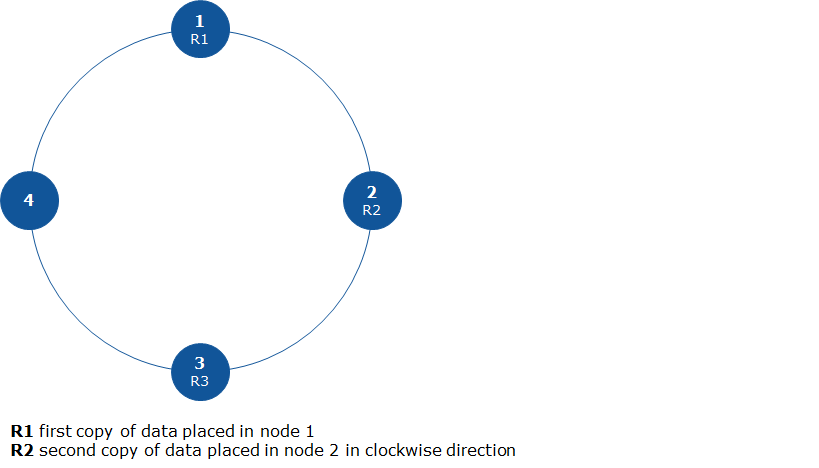 1
R1
4
2
R2
3
R3
R1 first copy of data placed in node 1
R2 second copy of data placed in node 2 in clockwise direction